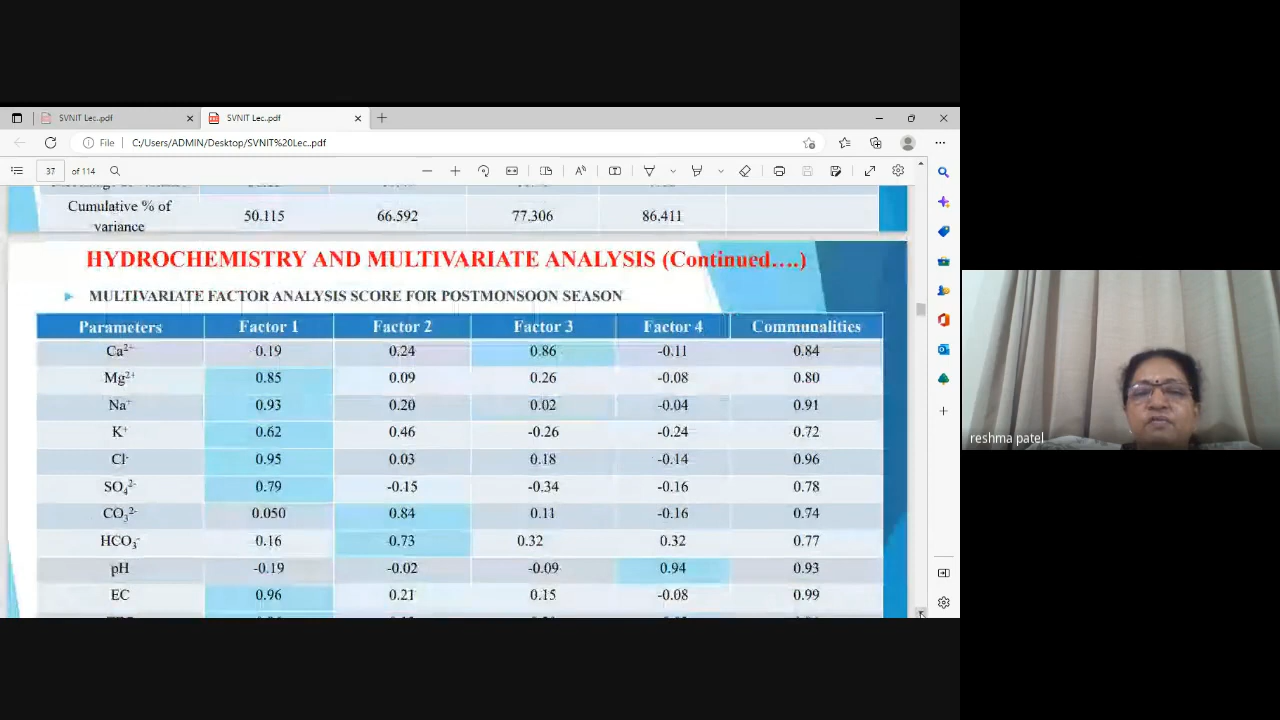 SVNIT Lec..pdf
SVNIT Lec..pdf
File C:/Users/ADMIN/Desktop/SVNIT%20Lec..pdf
37 of 114
Cumulative % of variance 50.115 66.592 77.306 86.411
HYDROCHEMISTRY AND MULTIVARIATE ANALYSIS (Continued….)
MULTIVARIATE FACTOR ANALYSIS SCORE FOR POSTMONSOON SEASON
Parameters Factor 1 Factor 2 Factor 3 Factor 4 Communalities
Ca²⁺ 0.19 0.24 0.86 -0.11 0.84
Mg²⁺ 0.85 0.09 0.26 -0.08 0.80
Na⁺ 0.93 0.20 0.02 -0.04 0.91
K⁺ 0.62 0.46 -0.26 -0.24 0.72
Cl⁻ 0.95 0.03 0.18 -0.14 0.96
SO₄²⁻ 0.79 -0.15 -0.34 -0.16 0.78
CO₃²⁻ 0.050 0.84 0.11 -0.16 0.74
HCO₃⁻ 0.16 0.73 0.32 0.32 0.77
pH -0.19 -0.02 -0.09 0.94 0.93
EC 0.96 0.21 0.15 -0.08 0.99
reshma patel